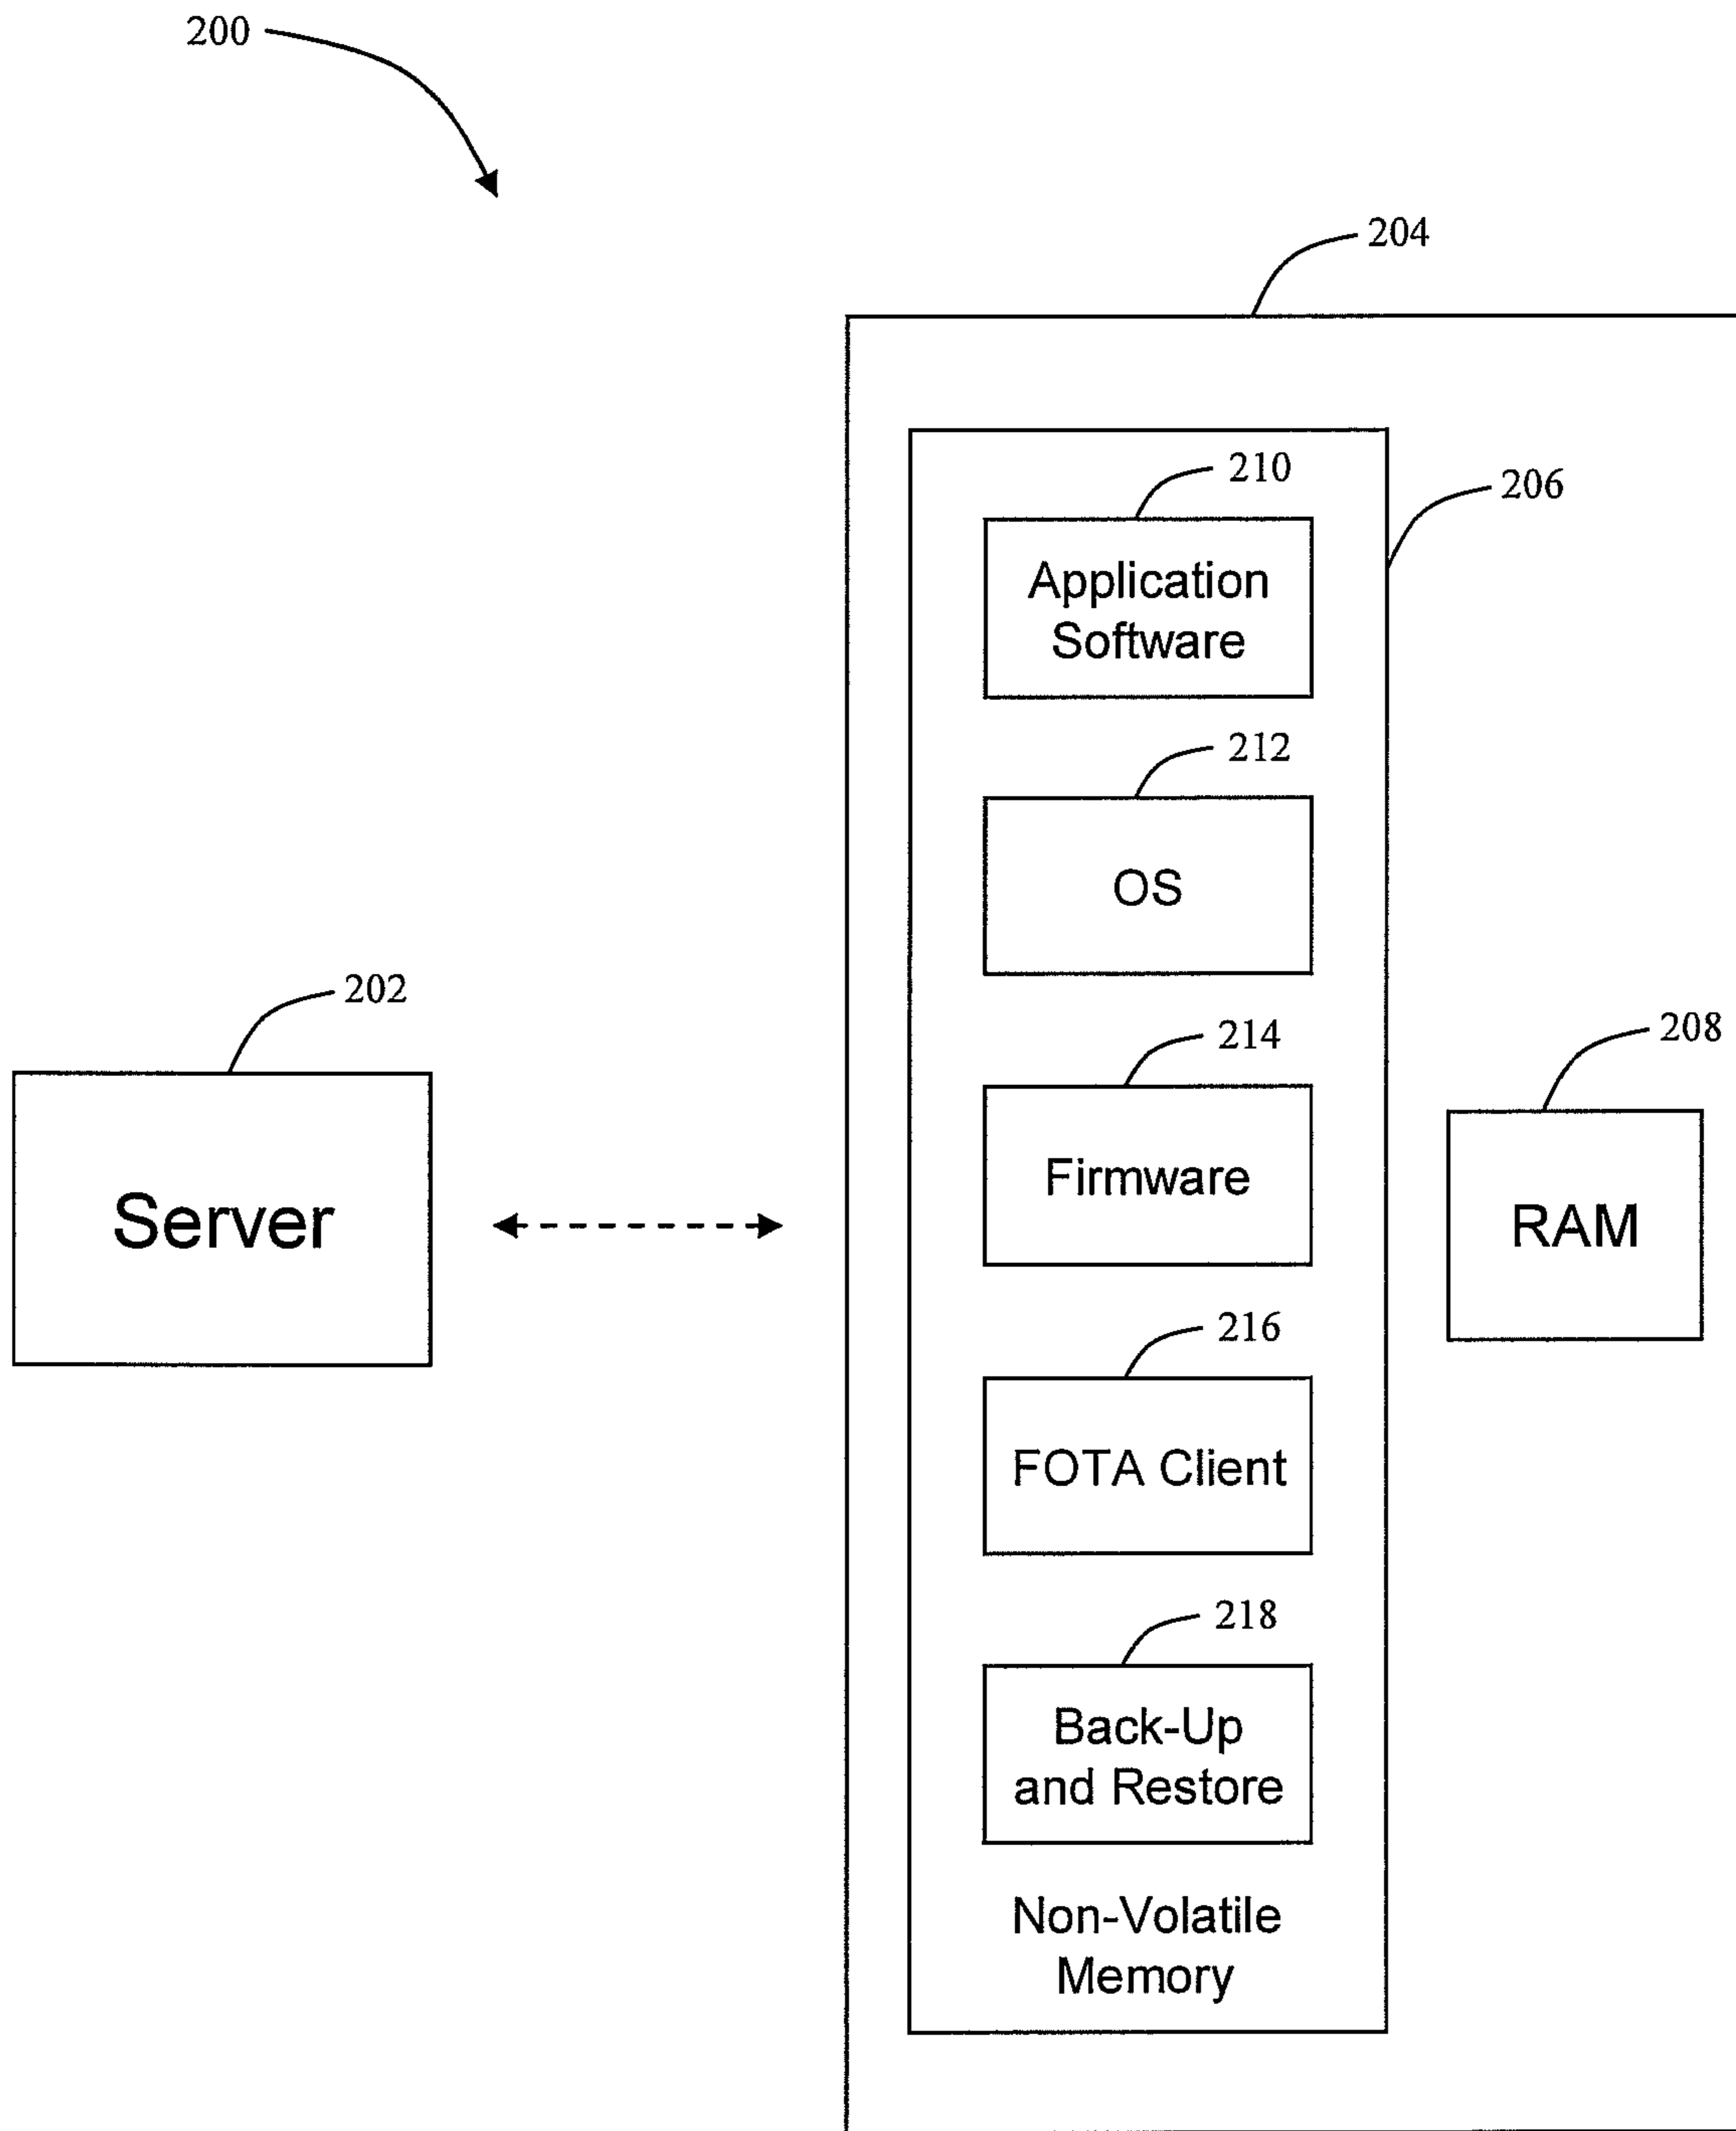 200
204
210
206
Application
Software
212
OS
202
214
208
Server
Firmware
RAM
216
FOTA Client
218
Back-Up
and Restore
Non-Volatile
Memory